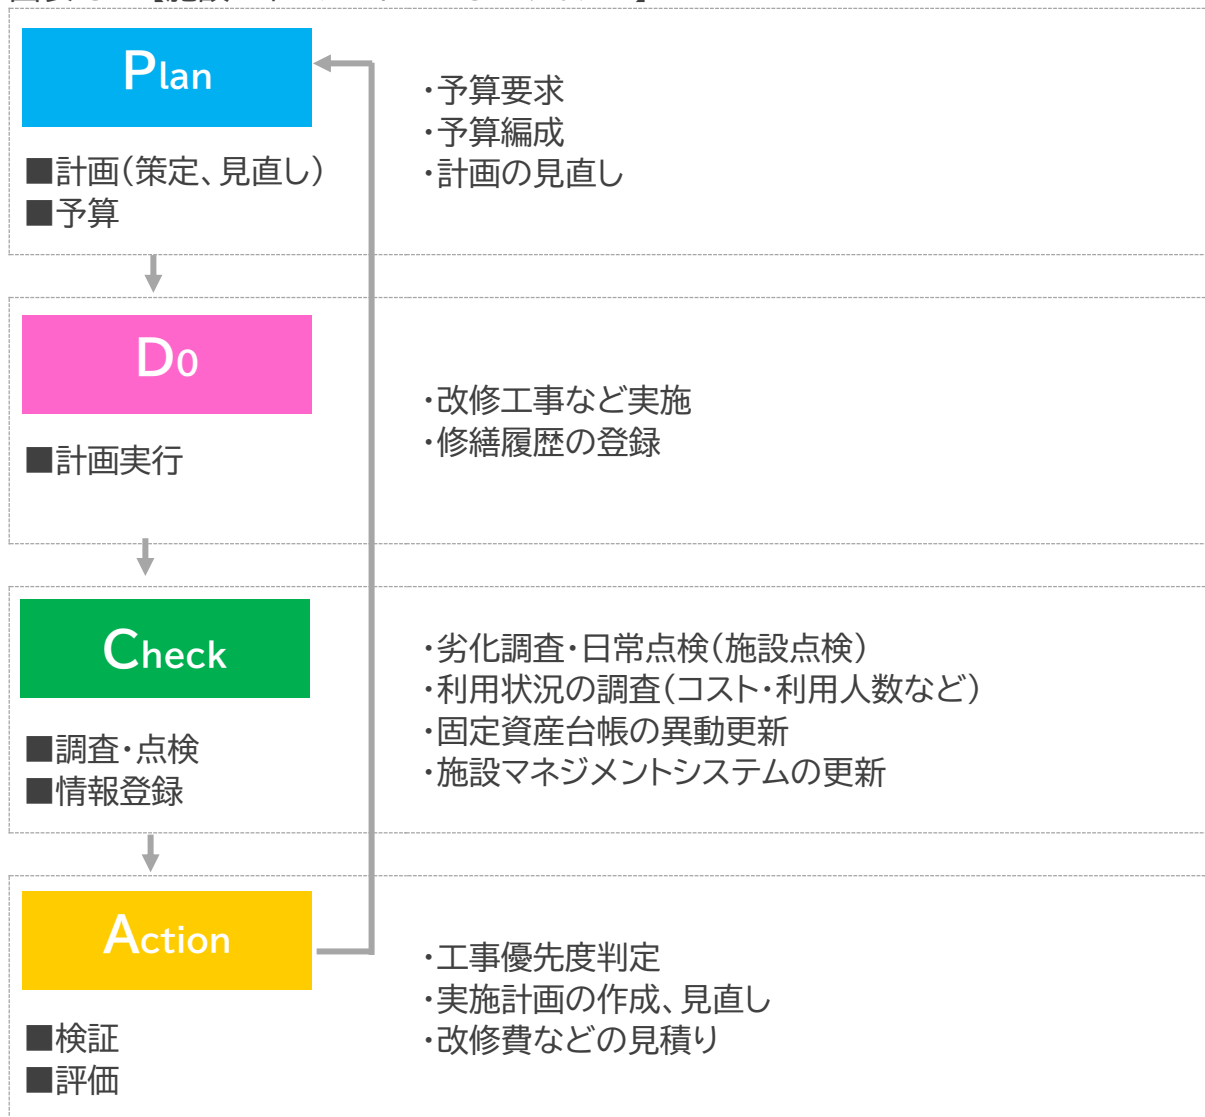 Plan
■計画(策定、見直し)
■予算
・予算要求
・予算編成
・計画の見直し
D0
■計画実行
・改修工事など実施
・修繕履歴の登録
Check
■調査・点検
■情報登録
・劣化調査・日常点検(施設点検)
・利用状況の調査(コスト・利用人数など)
・固定資産台帳の異動更新
・施設マネジメントシステムの更新
Action
■検証
■評価
・工事優先度判定
・実施計画の作成、見直し
・改修費などの見積り